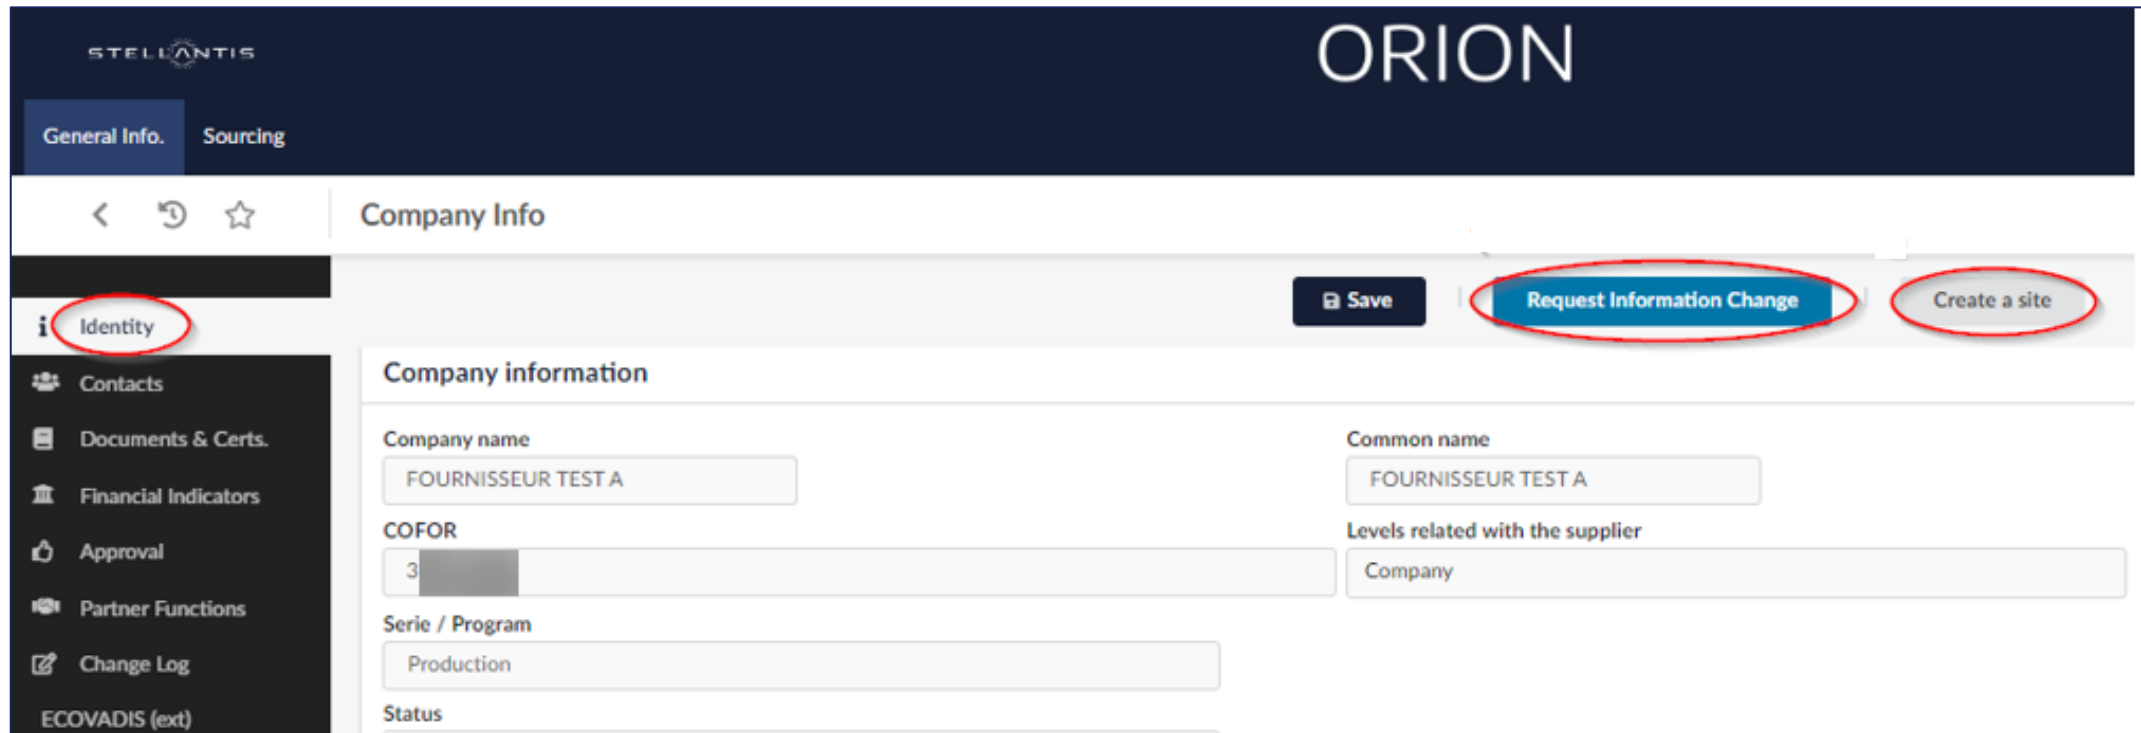 STELLANTIS
ORION
General Info.
Sourcing
Company Info
Save
Request Information Change
Create a site
Identity
Contacts
Documents & Certs.
Financial Indicators
Approval
Partner Functions
Change Log
ECOVADIS (ext)
Company information
Company name
Common name
FOURNISSEUR TEST A
FOURNISSEUR TEST A
COFOR
Levels related with the supplier
3
Company
Serie / Program
Production
Status